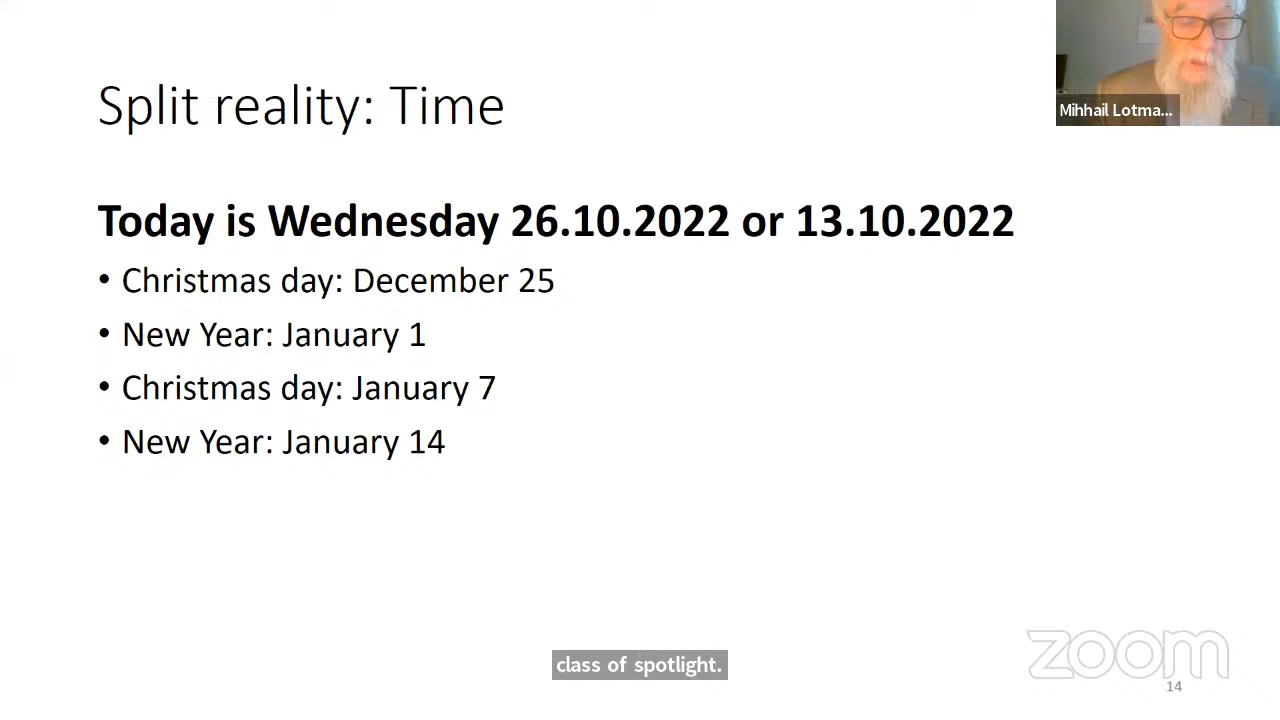 Split reality: Time
Mihhail Lotma...
Today is Wednesday 26.10.2022 or 13.10.2022
• Christmas day: December 25
• New Year: January 1
• Christmas day: January 7
• New Year: January 14
class of spotlight.
zoom
14